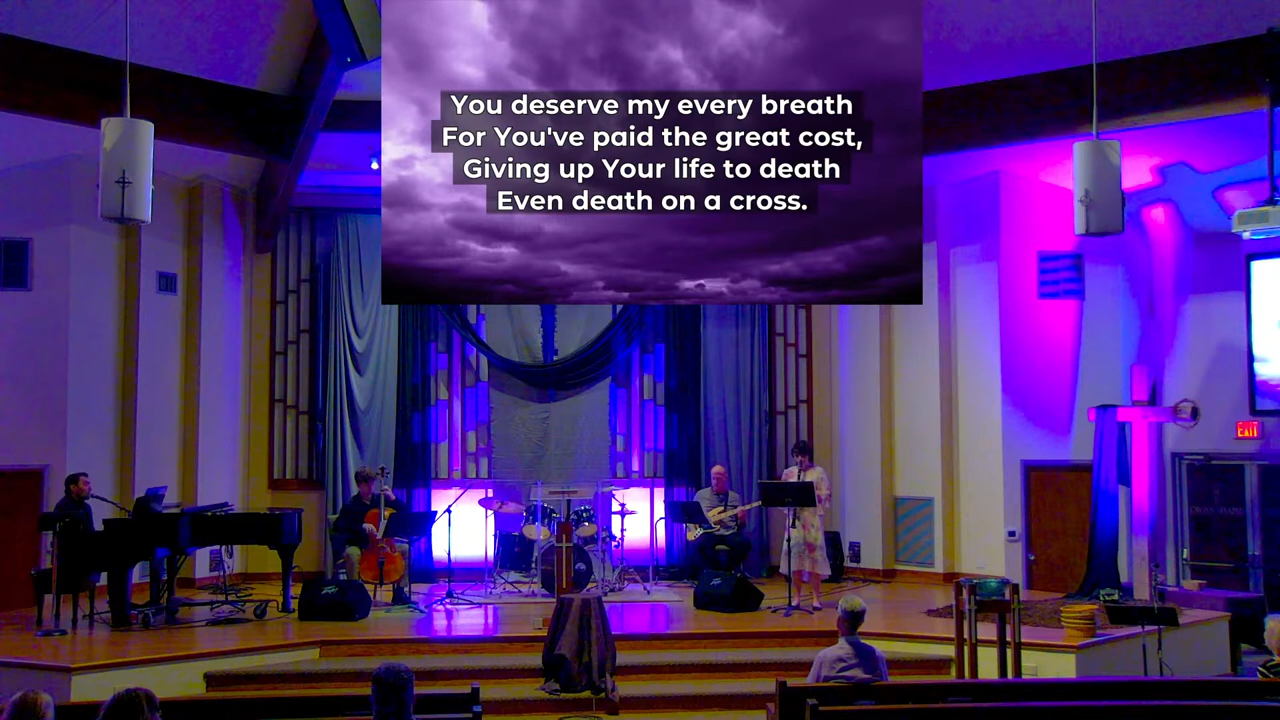 You deserve my every breath
For You've paid the great cost,
Giving up Your life to death
Even death on a cross.
EXIT